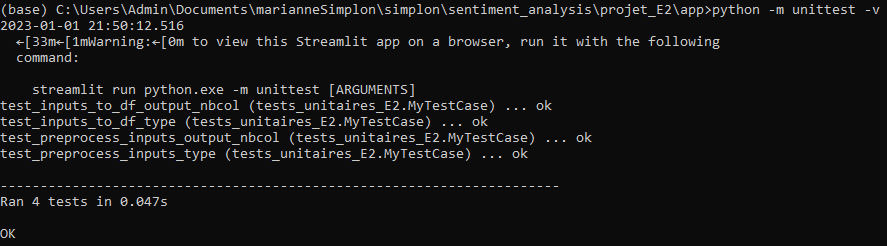 (base) C:\Users\Admin\Documents\marianneSimplon\simplon\sentiment_analysis\projet_E2\app>python -m unittest -v
2023-01-01 21:50:12.516
  ←[33m←[1mWarning:←[0m to view this Streamlit app on a browser, run it with the following
  command:

    streamlit run python.exe -m unittest [ARGUMENTS]
test_inputs_to_df_output_nbcol (tests_unitaires_E2.MyTestCase) ... ok
test_inputs_to_df_type (tests_unitaires_E2.MyTestCase) ... ok
test_preprocess_inputs_output_nbcol (tests_unitaires_E2.MyTestCase) ... ok
test_preprocess_inputs_type (tests_unitaires_E2.MyTestCase) ... ok

----------------------------------------------------------------------
Ran 4 tests in 0.047s

OK